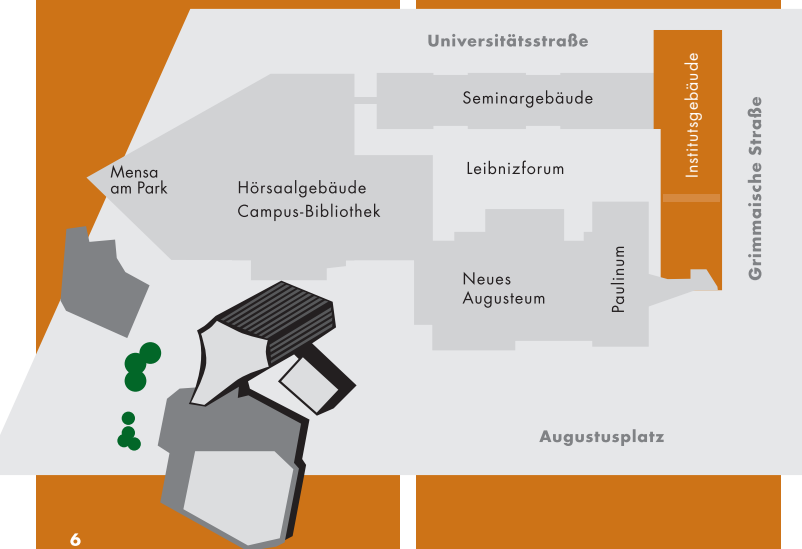 Universitätsstraße
Seminargebäude
Institutsgebäude
Grimmaische Straße
Mensa
am Park
Hörsaalgebäude
Campus-Bibliothek
Leibnizforum
Neues
Augusteum
Paulinum
Augustusplatz
6